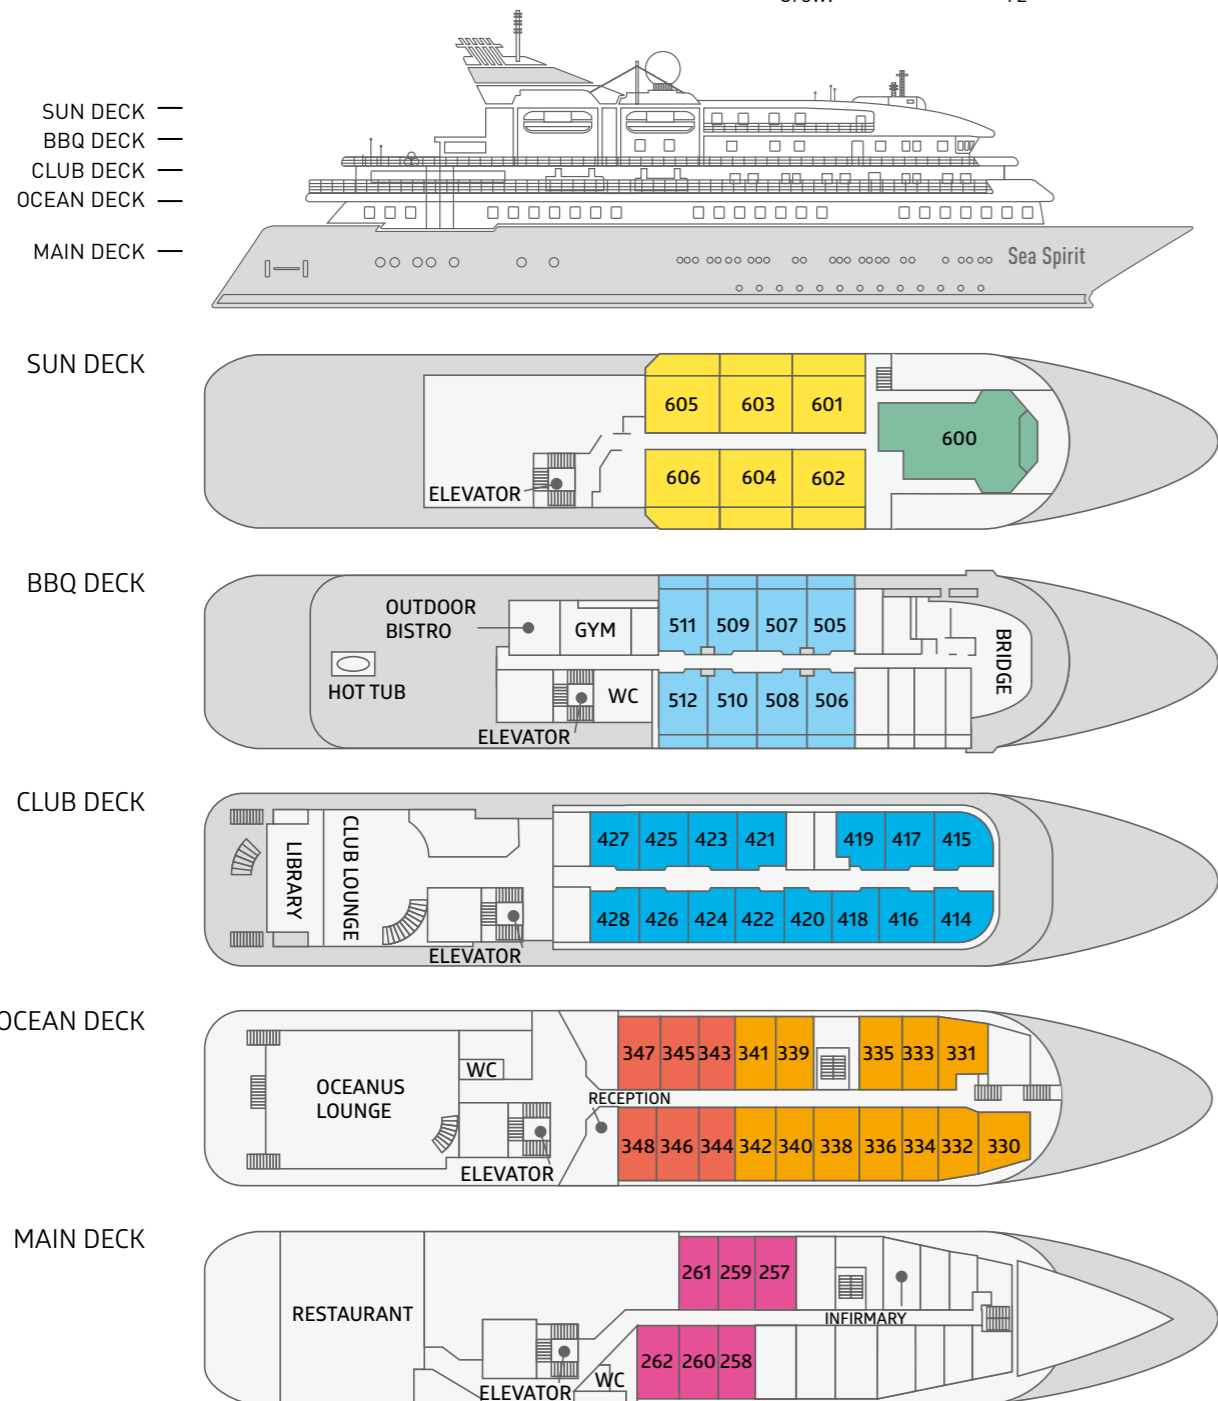 SUN DECK
BBQ DECK
CLUB DECK
OCEAN DECK
MAIN DECK
Sea Spirit
SUN DECK
605 603 601
600
606 604 602
ELEVATOR
BBQ DECK
OUTDOOR
BISTRO
GYM
511 509 507 505
BRIDGE
HOT TUB
WC
512 510 508 506
ELEVATOR
CLUB DECK
LIBRARY
CLUB LOUNGE
427 425 423 421 419 417 415
428 426 424 422 420 418 416 414
ELEVATOR
OCEAN DECK
347 345 343 341 339 335 333 331
WC
OCEANUS
LOUNGE
RECEPTION
348 346 344 342 340 338 336 334 332 330
ELEVATOR
MAIN DECK
261 259 257
RESTAURANT
INFIRMARY
262 260 258
WC
ELEVATOR